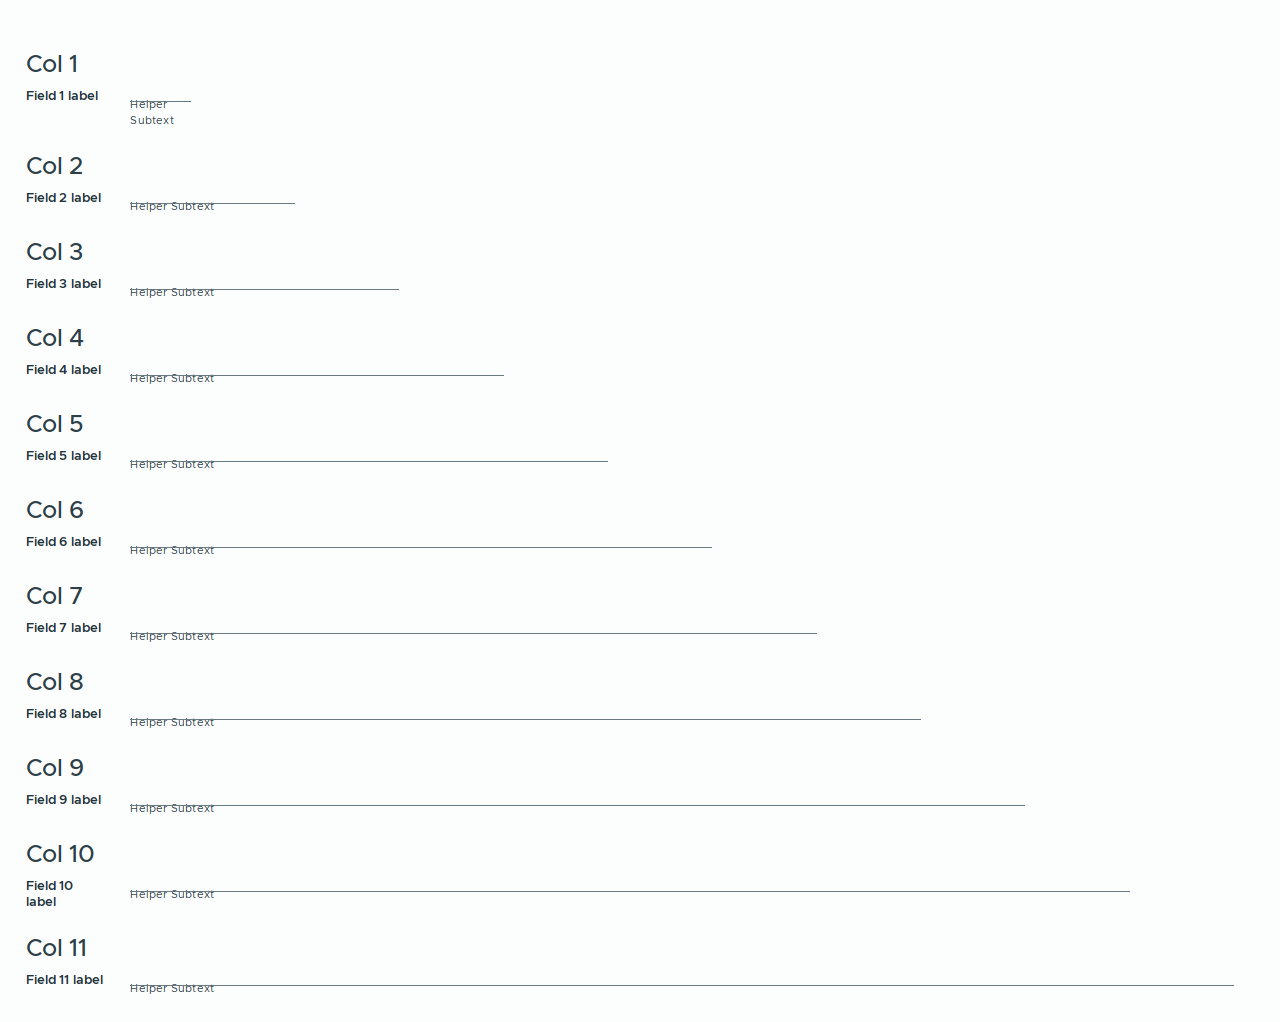 Col 1
Field 1 label
Helper
Subtext
Col 2
Field 2 label
Helper Subtext
Col 3
Field 3 label
Helper Subtext
Col 4
Field 4 label
Helper Subtext
Col 5
Field 5 label
Helper Subtext
Col 6
Field 6 label
Helper Subtext
Col 7
Field 7 label
Helper Subtext
Col 8
Field 8 label
Helper Subtext
Col 9
Field 9 label
Helper Subtext
Col 10
Field 10
label
Helper Subtext
Col 11
Field 11 label
Helper Subtext